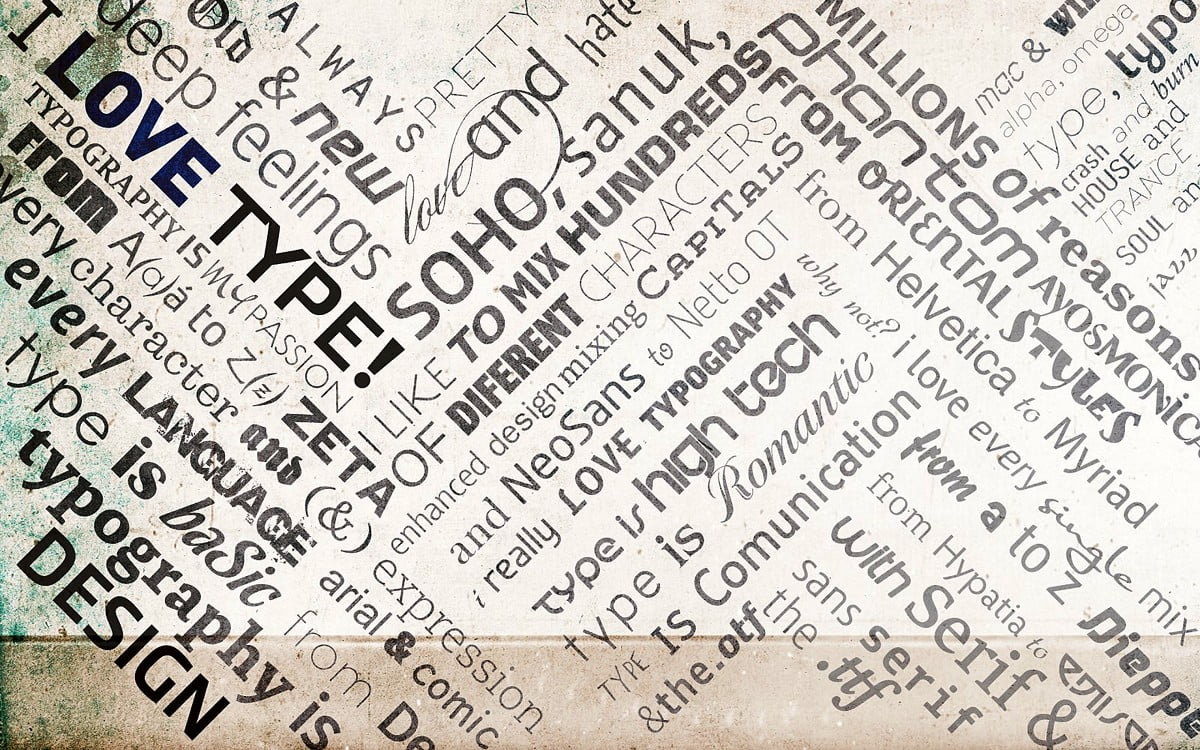 I LOVE TYPE!
TYPOGRAPHY IS MY PASSION
FROM A(a)á to Z(z) ZETA
every character and (&)
every LANGUAGE
type is baSic
typography is
DESIGN
arial & comic
from
expression
deep feelings
Old & new
ALWAYS
PRETTY
love and hate
SOHO, sanuk,
I LIKE TO MIX HUNDREDS
OF DIFERENT CHARACTERS
enhanced design mixing CAPITALS
and NeoSans to Netto OT
i really LOVE TYPOGRAPHY
type is high tech
type is Romantic
TYPE IS Comunication
&the.otf
the .ttf
why not?
MILLIONS of reasons
phantom AYOSMONIC
FROM ORIENTAL STYLES
from Helvetica to Myriad
i love every single mix
from a to z Dieppe
from Hypatia to
with Serif &
sans serif
mac &
alpha, omega
type, typo
crash and burn
HOUSE and
TRANCE
SOUL an
jazz